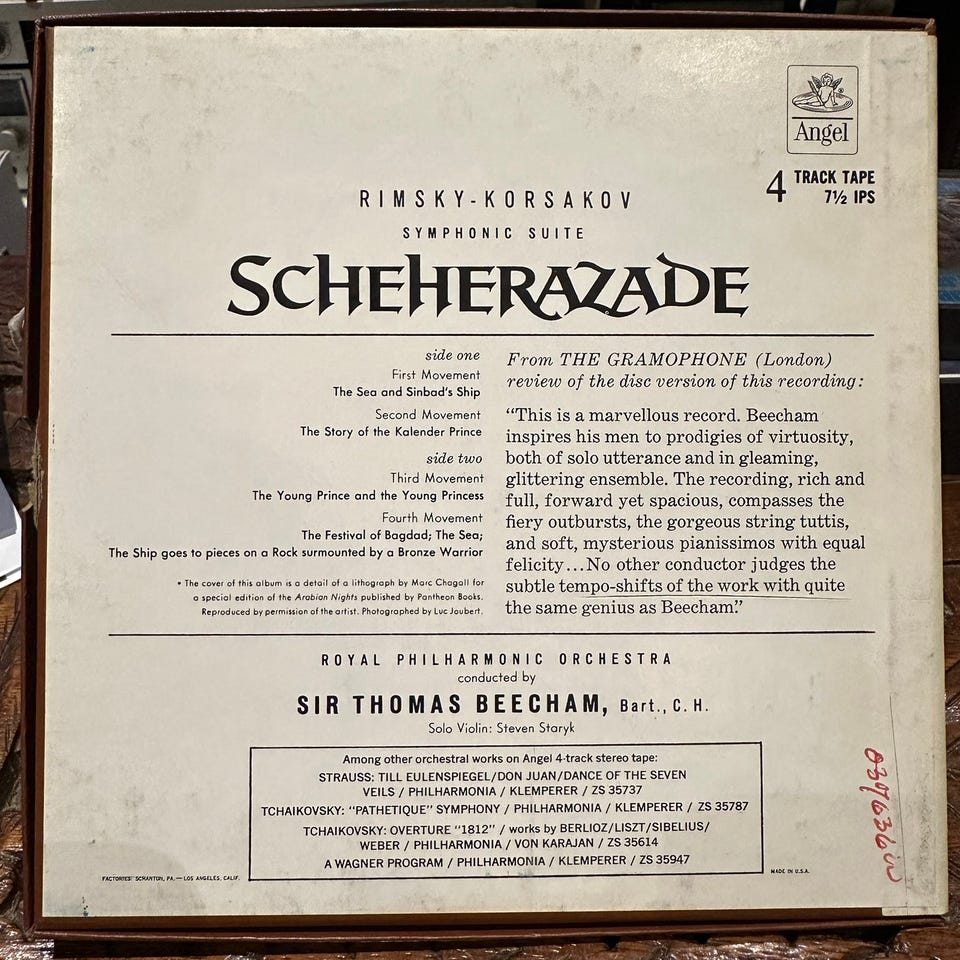 Angel
4 TRACK TAPE
7½ IPS
RIMSKY-KORSAKOV
SYMPHONIC SUITE
SCHEHERAZADE
side one
First Movement
The Sea and Sinbad's Ship
Second Movement
The Story of the Kalender Prince
side two
Third Movement
The Young Prince and the Young Princess
Fourth Movement
The Festival of Bagdad; The Sea;
The Ship goes to pieces on a Rock surmounted by a Bronze Warrior
* The cover of this album is a detail of a lithograph by Marc Chagall for
a special edition of the Arabian Nights published by Pantheon Books.
Reproduced by permission of the artist. Photographed by Luc Joubert.
From THE GRAMOPHONE (London)
review of the disc version of this recording:
“This is a marvellous record. Beecham
inspires his men to prodigies of virtuosity,
both of solo utterance and in gleaming,
glittering ensemble. The recording, rich and
full, forward yet spacious, compasses the
fiery outbursts, the gorgeous string tuttis,
and soft, mysterious pianissimos with equal
felicity...No other conductor judges the
subtle tempo-shifts of the work with quite
the same genius as Beecham.”
ROYAL PHILHARMONIC ORCHESTRA
conducted by
SIR THOMAS BEECHAM, Bart., C. H.
Solo Violin: Steven Staryk
Among other orchestral works on Angel 4-track stereo tape:
STRAUSS: TILL EULENSPIEGEL/DON JUAN/DANCE OF THE SEVEN
VEILS / PHILHARMONIA / KLEMPERER / ZS 35737
TCHAIKOVSKY: "PATHETIQUE" SYMPHONY / PHILHARMONIA / KLEMPERER / ZS 35787
TCHAIKOVSKY: OVERTURE "1812" / works by BERLIOZ/LISZT/SIBELIUS/
WEBER / PHILHARMONIA / VON KARAJAN / ZS 35614
A WAGNER PROGRAM / PHILHARMONIA / KLEMPERER / ZS 35947
FACTORIES: SCRANTON, PA.—LOS ANGELES, CALIF.
MADE IN U.S.A.